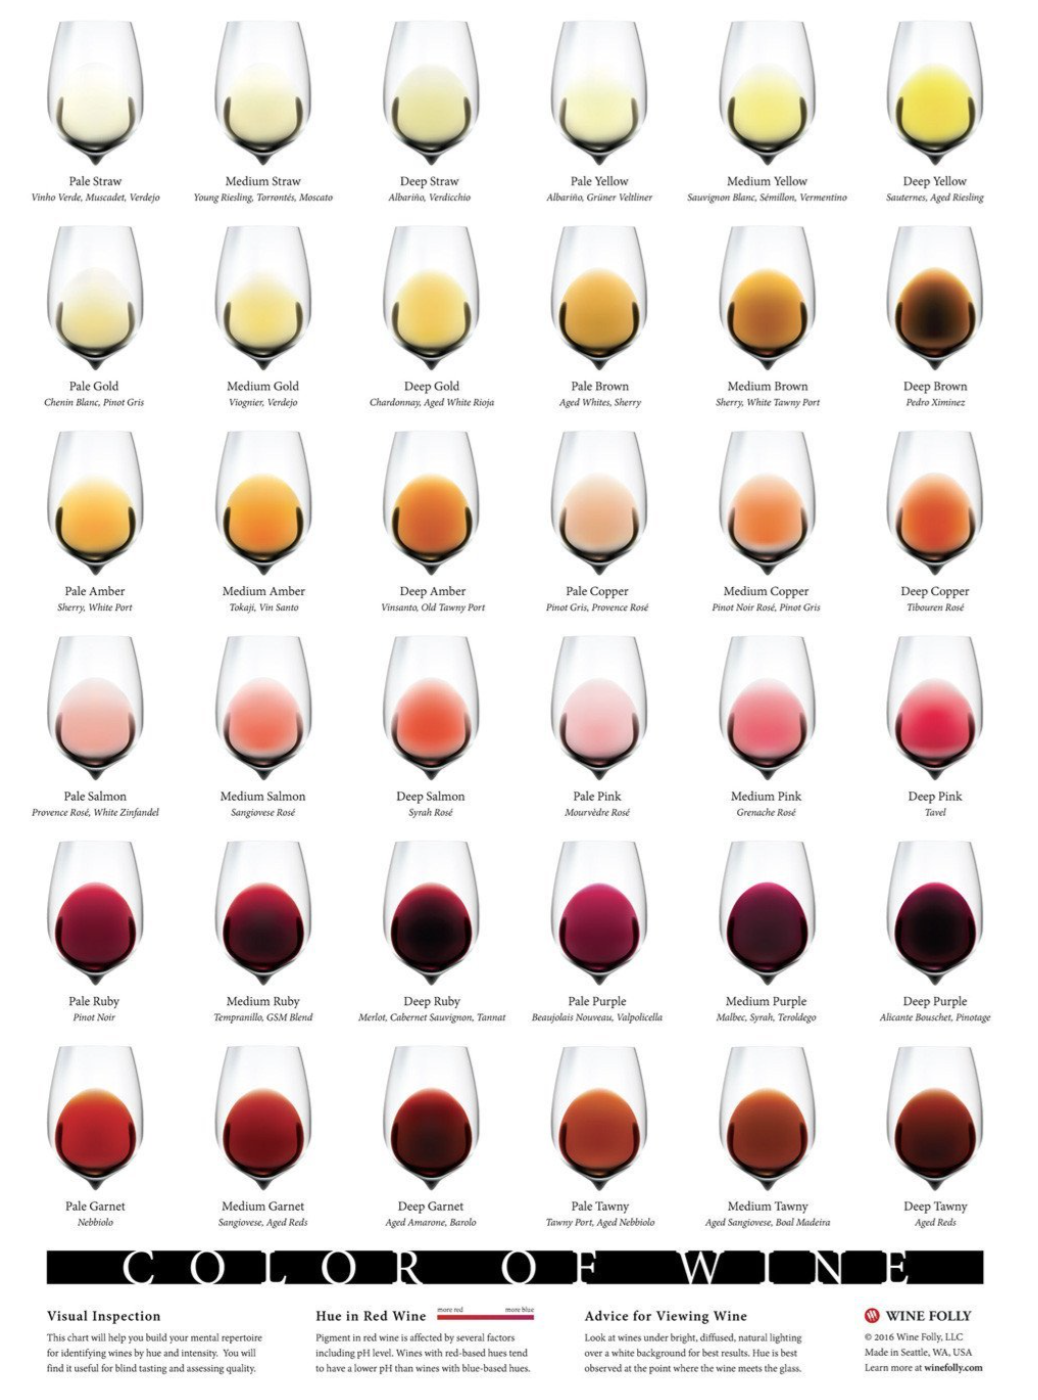 Pale Straw
Vinho Verde, Muscadet, Verdejo
Medium Straw
Young Riesling, Torrontés, Moscato
Deep Straw
Albariño, Verdicchio
Pale Yellow
Albariño, Grüner Veltliner
Medium Yellow
Sauvignon Blanc, Sémillon, Vermentino
Deep Yellow
Sauternes, Aged Riesling
Pale Gold
Chenin Blanc, Pinot Gris
Medium Gold
Viognier, Verdejo
Deep Gold
Chardonnay, Aged White Rioja
Pale Brown
Aged Whites, Sherry
Medium Brown
Sherry, White Tawny Port
Deep Brown
Pedro Ximinez
Pale Amber
Sherry, White Port
Medium Amber
Tokaji, Vin Santo
Deep Amber
Vinsanto, Old Tawny Port
Pale Copper
Pinot Gris, Provence Rosé
Medium Copper
Pinot Noir Rosé, Pinot Gris
Deep Copper
Tibouren Rosé
Pale Salmon
Provence Rosé, White Zinfandel
Medium Salmon
Sangiovese Rosé
Deep Salmon
Syrah Rosé
Pale Pink
Mourvèdre Rosé
Medium Pink
Grenache Rosé
Deep Pink
Tavel
Pale Ruby
Pinot Noir
Medium Ruby
Tempranillo, GSM Blend
Deep Ruby
Merlot, Cabernet Sauvignon, Tannat
Pale Purple
Beaujolais Nouveau, Valpolicella
Medium Purple
Malbec, Syrah, Teroldego
Deep Purple
Alicante Bouschet, Pinotage
Pale Garnet
Nebbiolo
Medium Garnet
Sangiovese, Aged Reds
Deep Garnet
Aged Amarone, Barolo
Pale Tawny
Tawny Port, Aged Nebbiolo
Medium Tawny
Aged Sangiovese, Boal Madeira
Deep Tawny
Aged Reds
COLOR OF WINE
Visual Inspection
This chart will help you build your mental repertoire
for identifying wines by hue and intensity. You will
find it useful for blind tasting and assessing quality.
Hue in Red Wine
more red
more blue
Pigment in red wine is affected by several factors
including pH level. Wines with red-based hues tend
to have a lower pH than wines with blue-based hues.
Advice for Viewing Wine
Look at wines under bright, diffused, natural lighting
over a white background for best results. Hue is best
observed at the point where the wine meets the glass.
WINE FOLLY
© 2016 Wine Folly, LLC
Made in Seattle, WA, USA
Learn more at winefolly.com